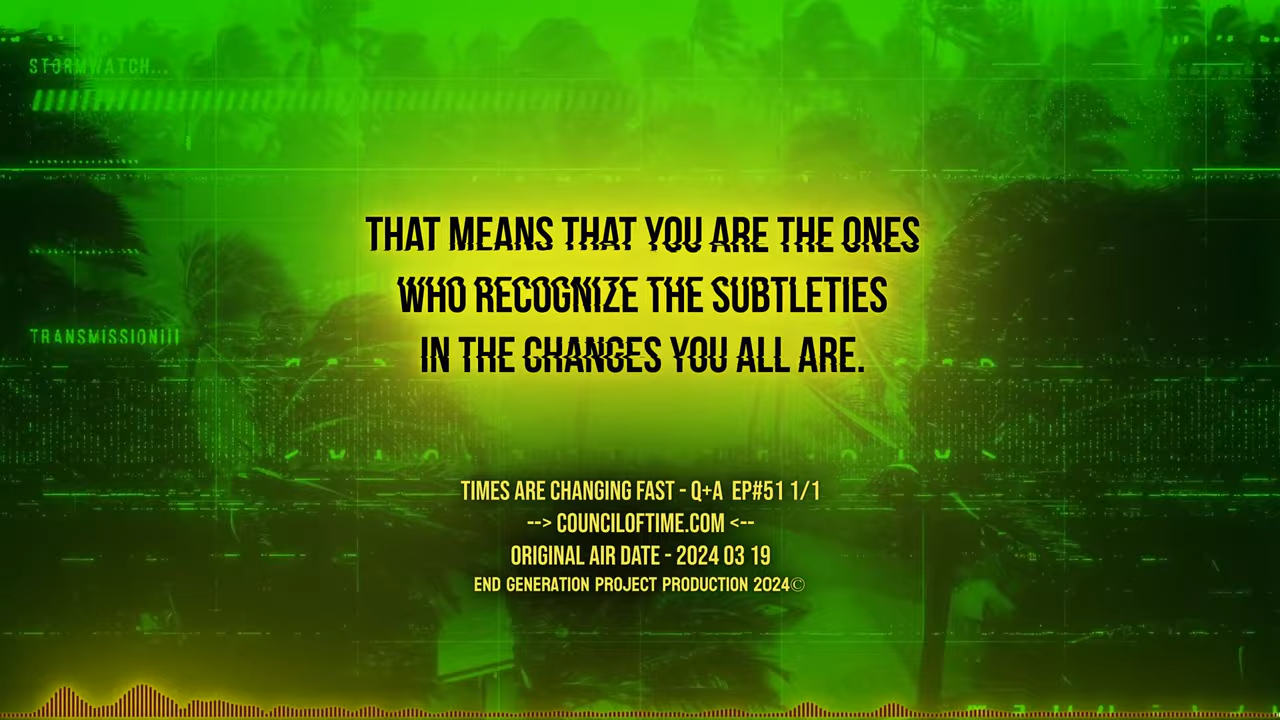 STORMWATCH...
TRANSMISSION
THAT MEANS THAT YOU ARE THE ONES
WHO RECOGNIZE THE SUBTLETIES
IN THE CHANGES YOU ALL ARE.
TIMES ARE CHANGING FAST - Q+A EP#51 1/1
--> COUNCILOFTIME.COM <--
ORIGINAL AIR DATE - 2024 03 19
END GENERATION PROJECT PRODUCTION 2024©